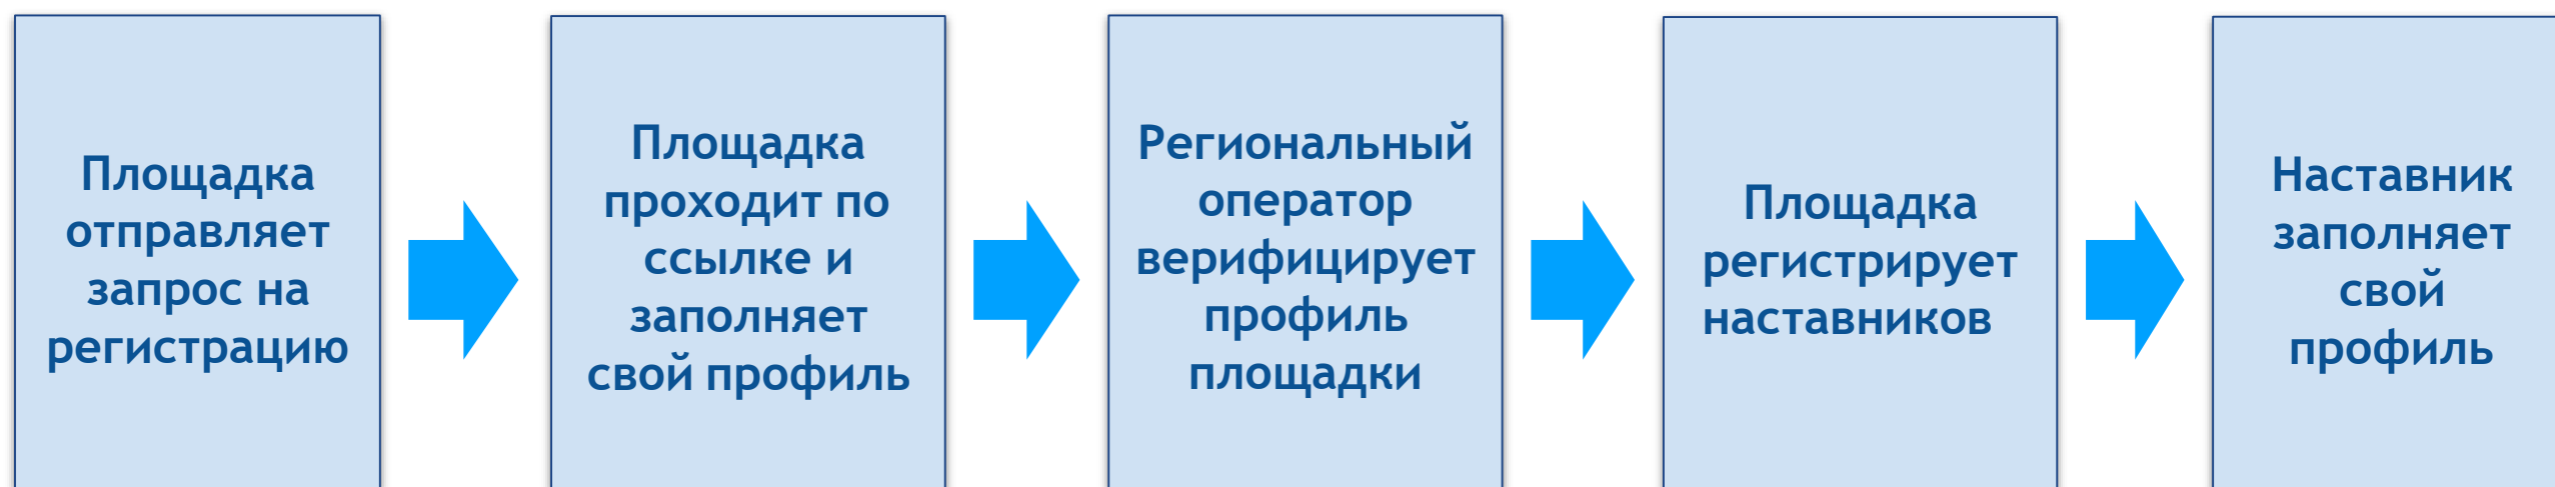 Площадка
отправляет
запрос на
регистрацию
Площадка
проходит по
ссылке и
заполняет
свой профиль
Региональный
оператор
верифицирует
профиль
площадки
Площадка
регистрирует
наставников
Наставник
заполняет
свой
профиль